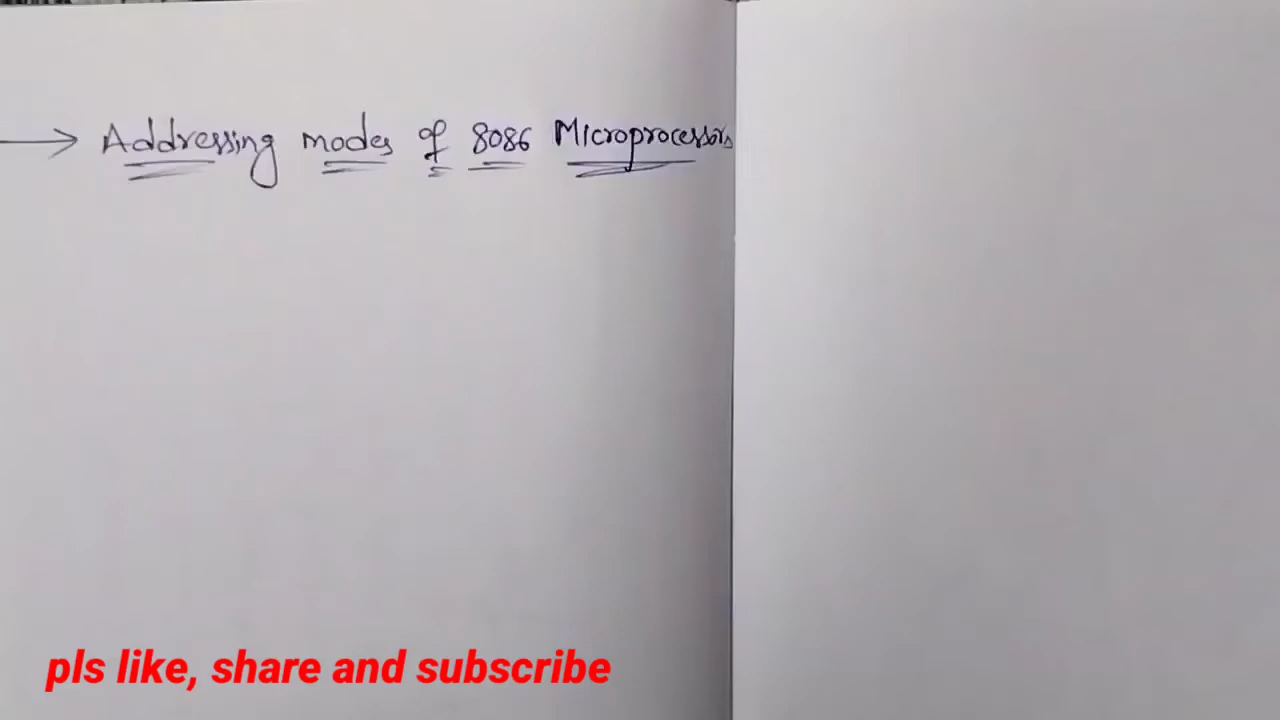 → Addressing modes of 8086 Microprocessors
pls like, share and subscribe